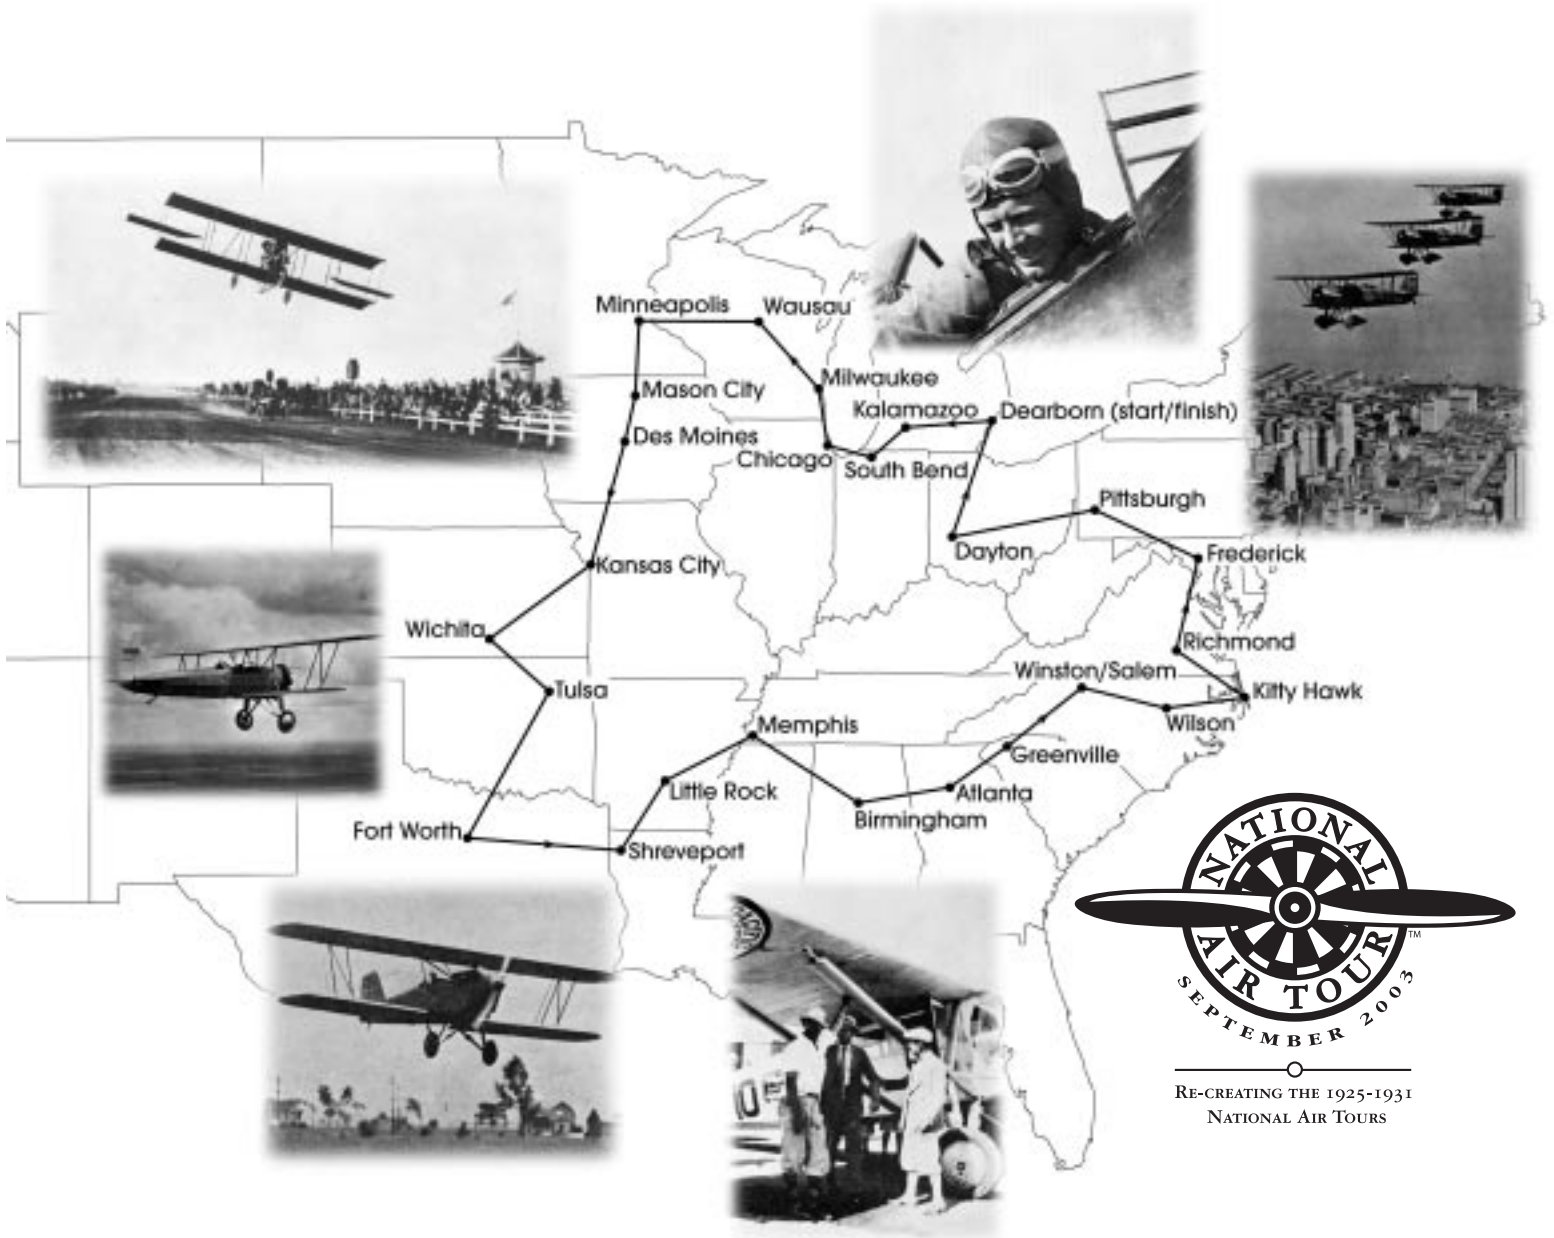 Minneapolis
Wausau
Mason City
Milwaukee
Kalamazoo
Dearborn (start/finish)
Des Moines
Chicago
South Bend
Pittsburgh
Dayton
Frederick
Kansas City
Wichita
Richmond
Winston/Salem
Tulsa
Kitty Hawk
Wilson
Memphis
Greenville
Little Rock
Atlanta
Birmingham
Fort Worth
Shreveport
NATIONAL
AIR TOUR
TM
SEPTEMBER 2003
RE-CREATING THE 1925-1931
NATIONAL AIR TOURS